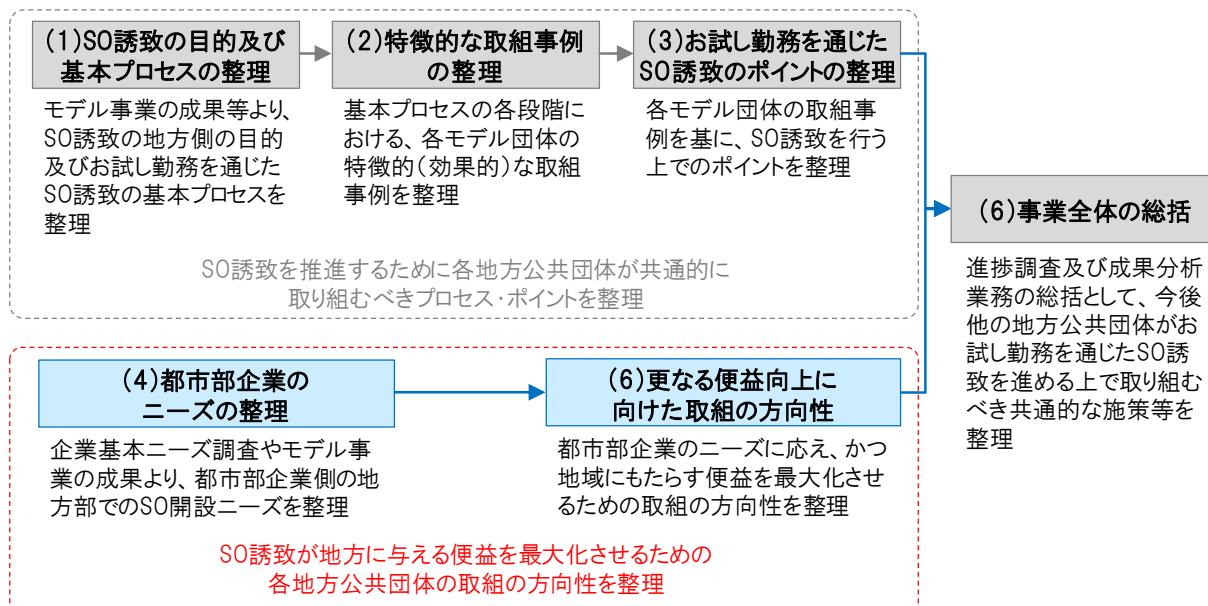 (1)SO誘致の目的及び
基本プロセスの整理
モデル事業の成果等より、
SO誘致の地方側の目的
及びお試し勤務を通じた
SO誘致の基本プロセスを
整理
(2)特徴的な取組事例
の整理
基本プロセスの各段階に
おける、各モデル団体の
特徴的(効果的)な取組
事例を整理
(3)お試し勤務を通じた
SO誘致のポイントの整理
各モデル団体の取組事
例を基に、SO誘致を行う
上でのポイントを整理
SO誘致を推進するために各地方公共団体が共通的に
取り組むべきプロセス・ポイントを整理
(4)都市部企業の
ニーズの整理
企業基本ニーズ調査やモデル事
業の成果より、都市部企業側の地
方部でのSO開設ニーズを整理
(6)更なる便益向上に
向けた取組の方向性
都市部企業のニーズに応え、かつ
地域にもたらす便益を最大化させ
るための取組の方向性を整理
SO誘致が地方に与える便益を最大化させるための
各地方公共団体の取組の方向性を整理
(6)事業全体の総括
進捗調査及び成果分析
業務の総括として、今後
他の地方公共団体がお
試し勤務を通じたSO誘
致を進める上で取り組む
べき共通的な施策等を
整理